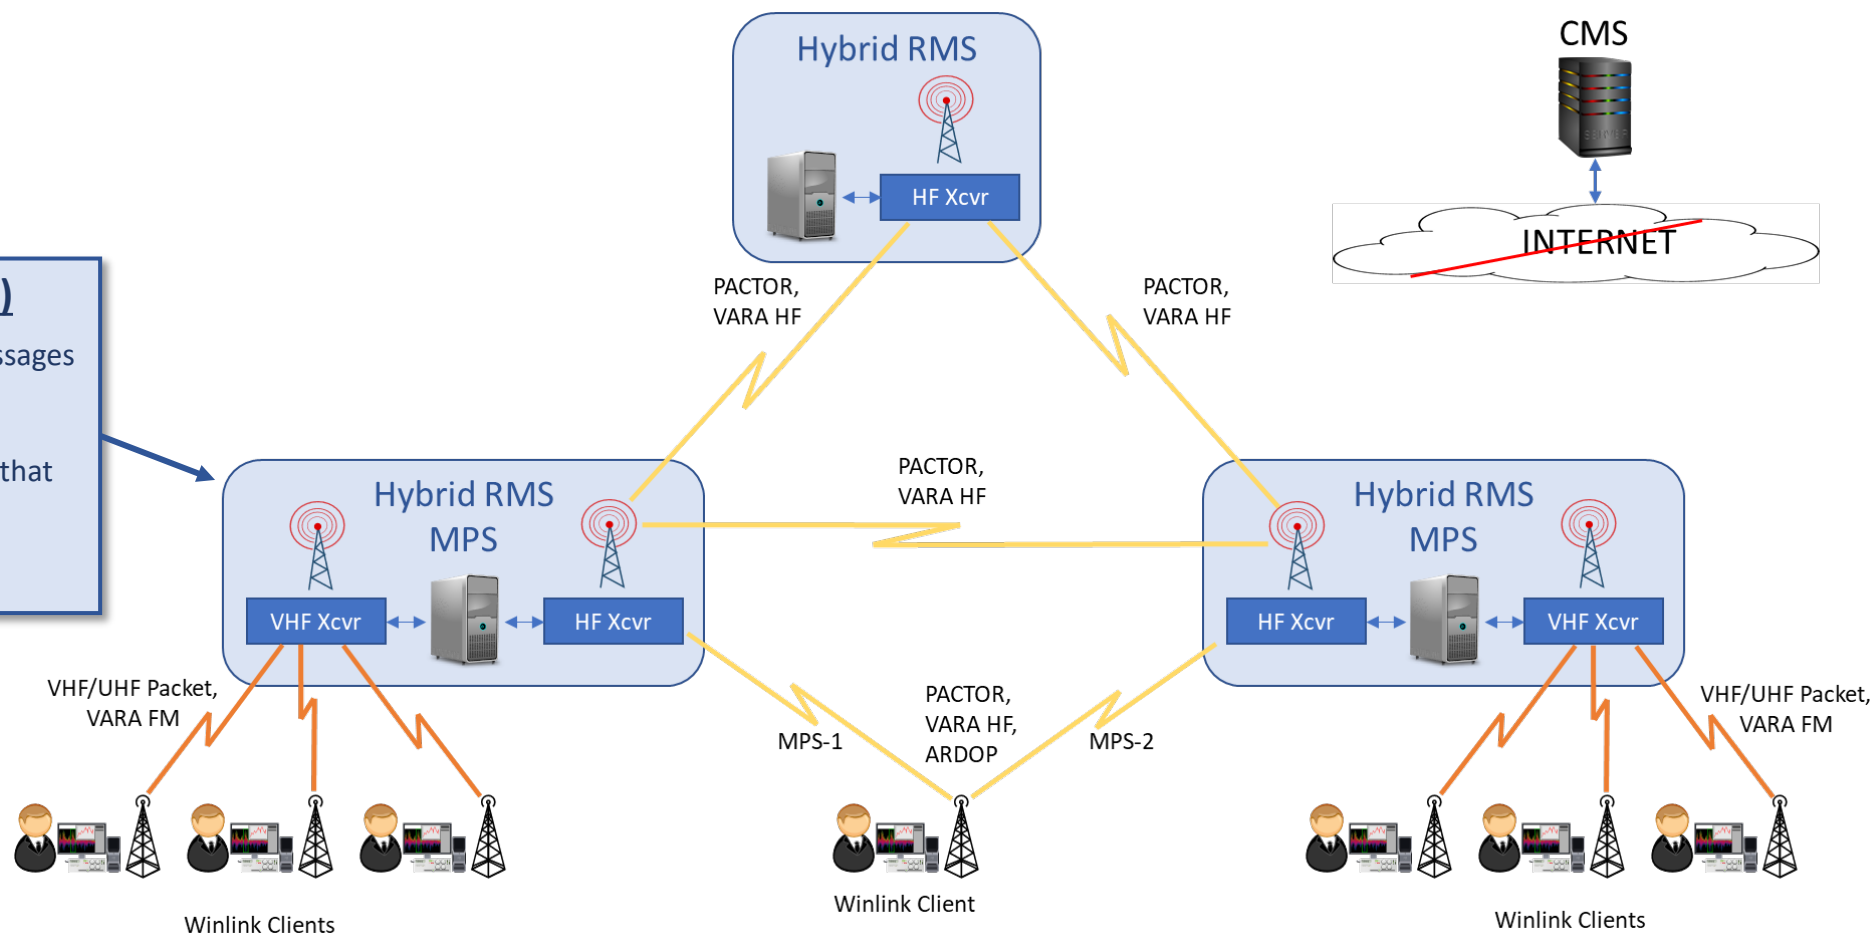 Hybrid RMS
HF Xcvr
CMS
INTERNET
PACTOR,
VARA HF
PACTOR,
VARA HF
)
ssages
that
PACTOR,
VARA HF
Hybrid RMS
MPS
VHF Xcvr
HF Xcvr
Hybrid RMS
MPS
HF Xcvr
VHF Xcvr
VHF/UHF Packet,
VARA FM
MPS-1
PACTOR,
VARA HF,
ARDOP
MPS-2
VHF/UHF Packet,
VARA FM
Winlink Clients
Winlink Client
Winlink Clients